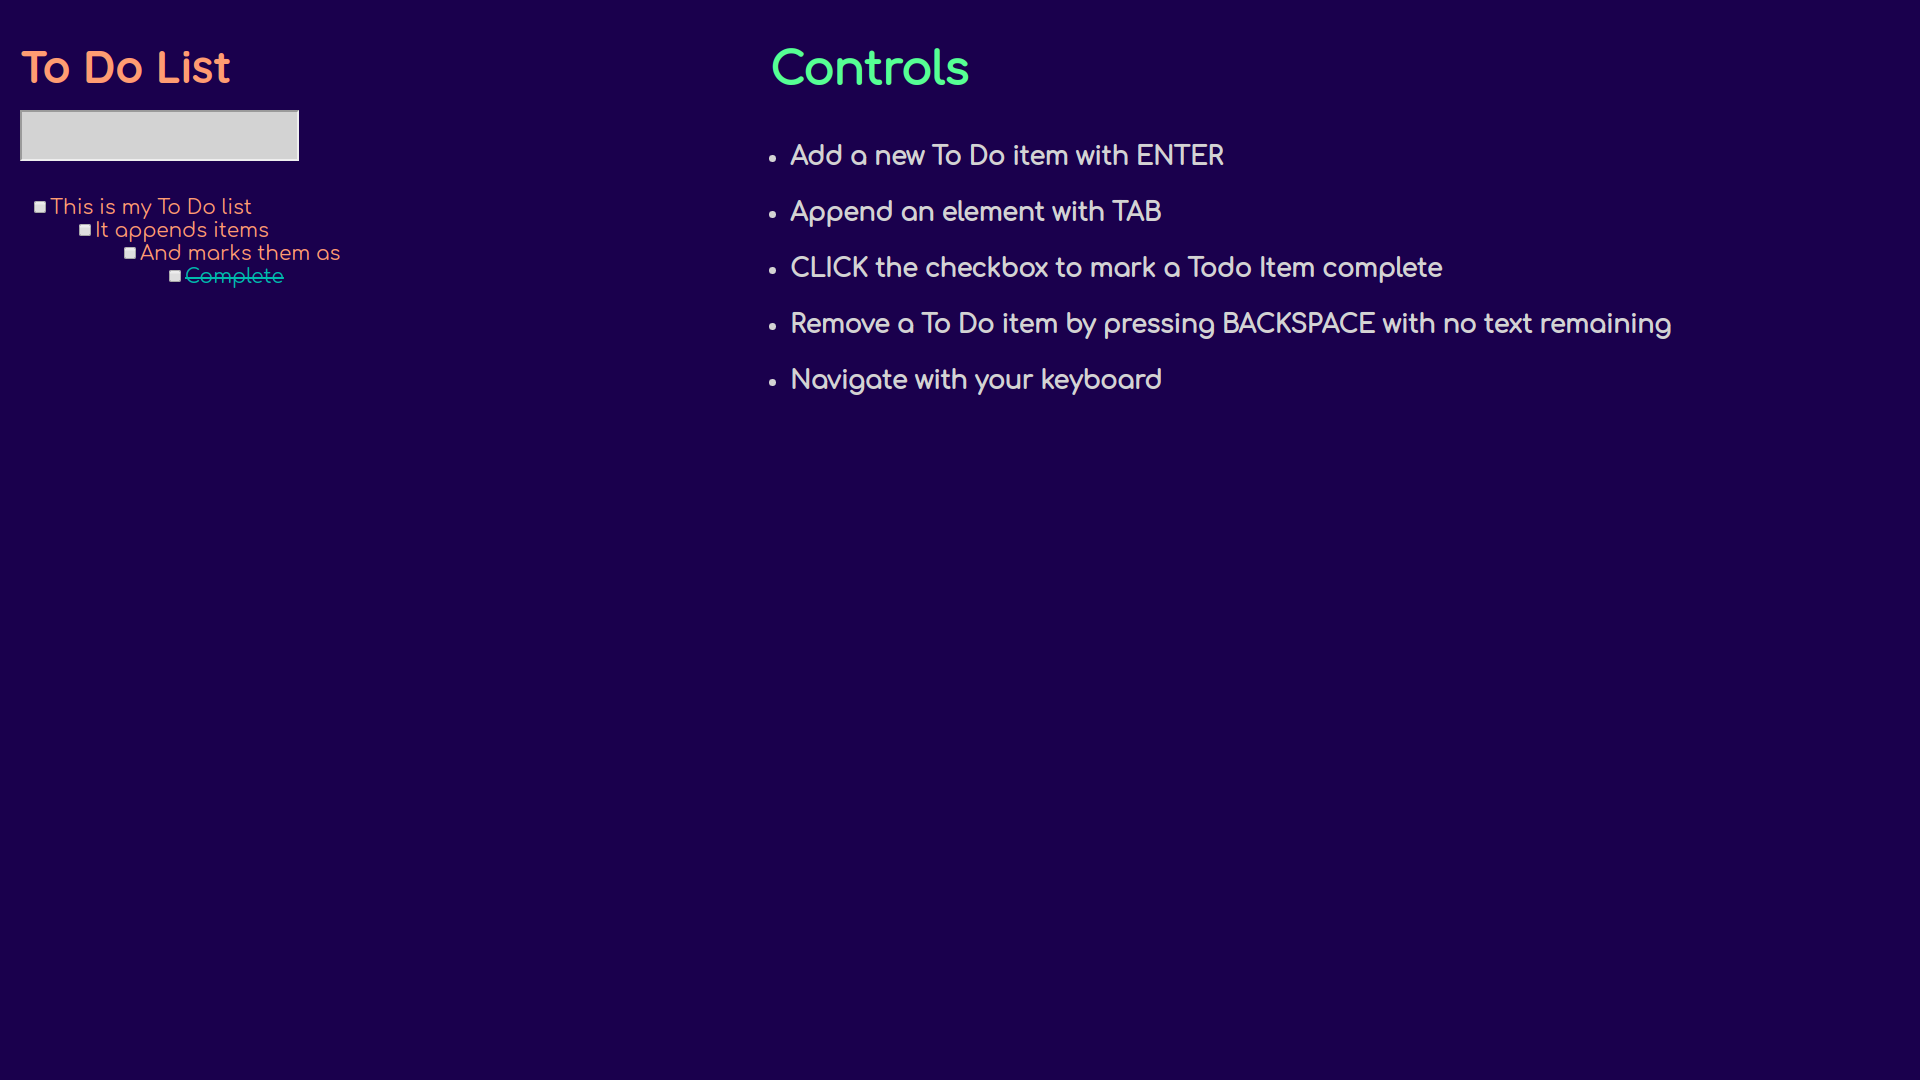 To Do List
This is my To Do list
It appends items
And marks them as
Complete
Controls
Add a new To Do item with ENTER
Append an element with TAB
CLICK the checkbox to mark a Todo Item complete
Remove a To Do item by pressing BACKSPACE with no text remaining
Navigate with your keyboard